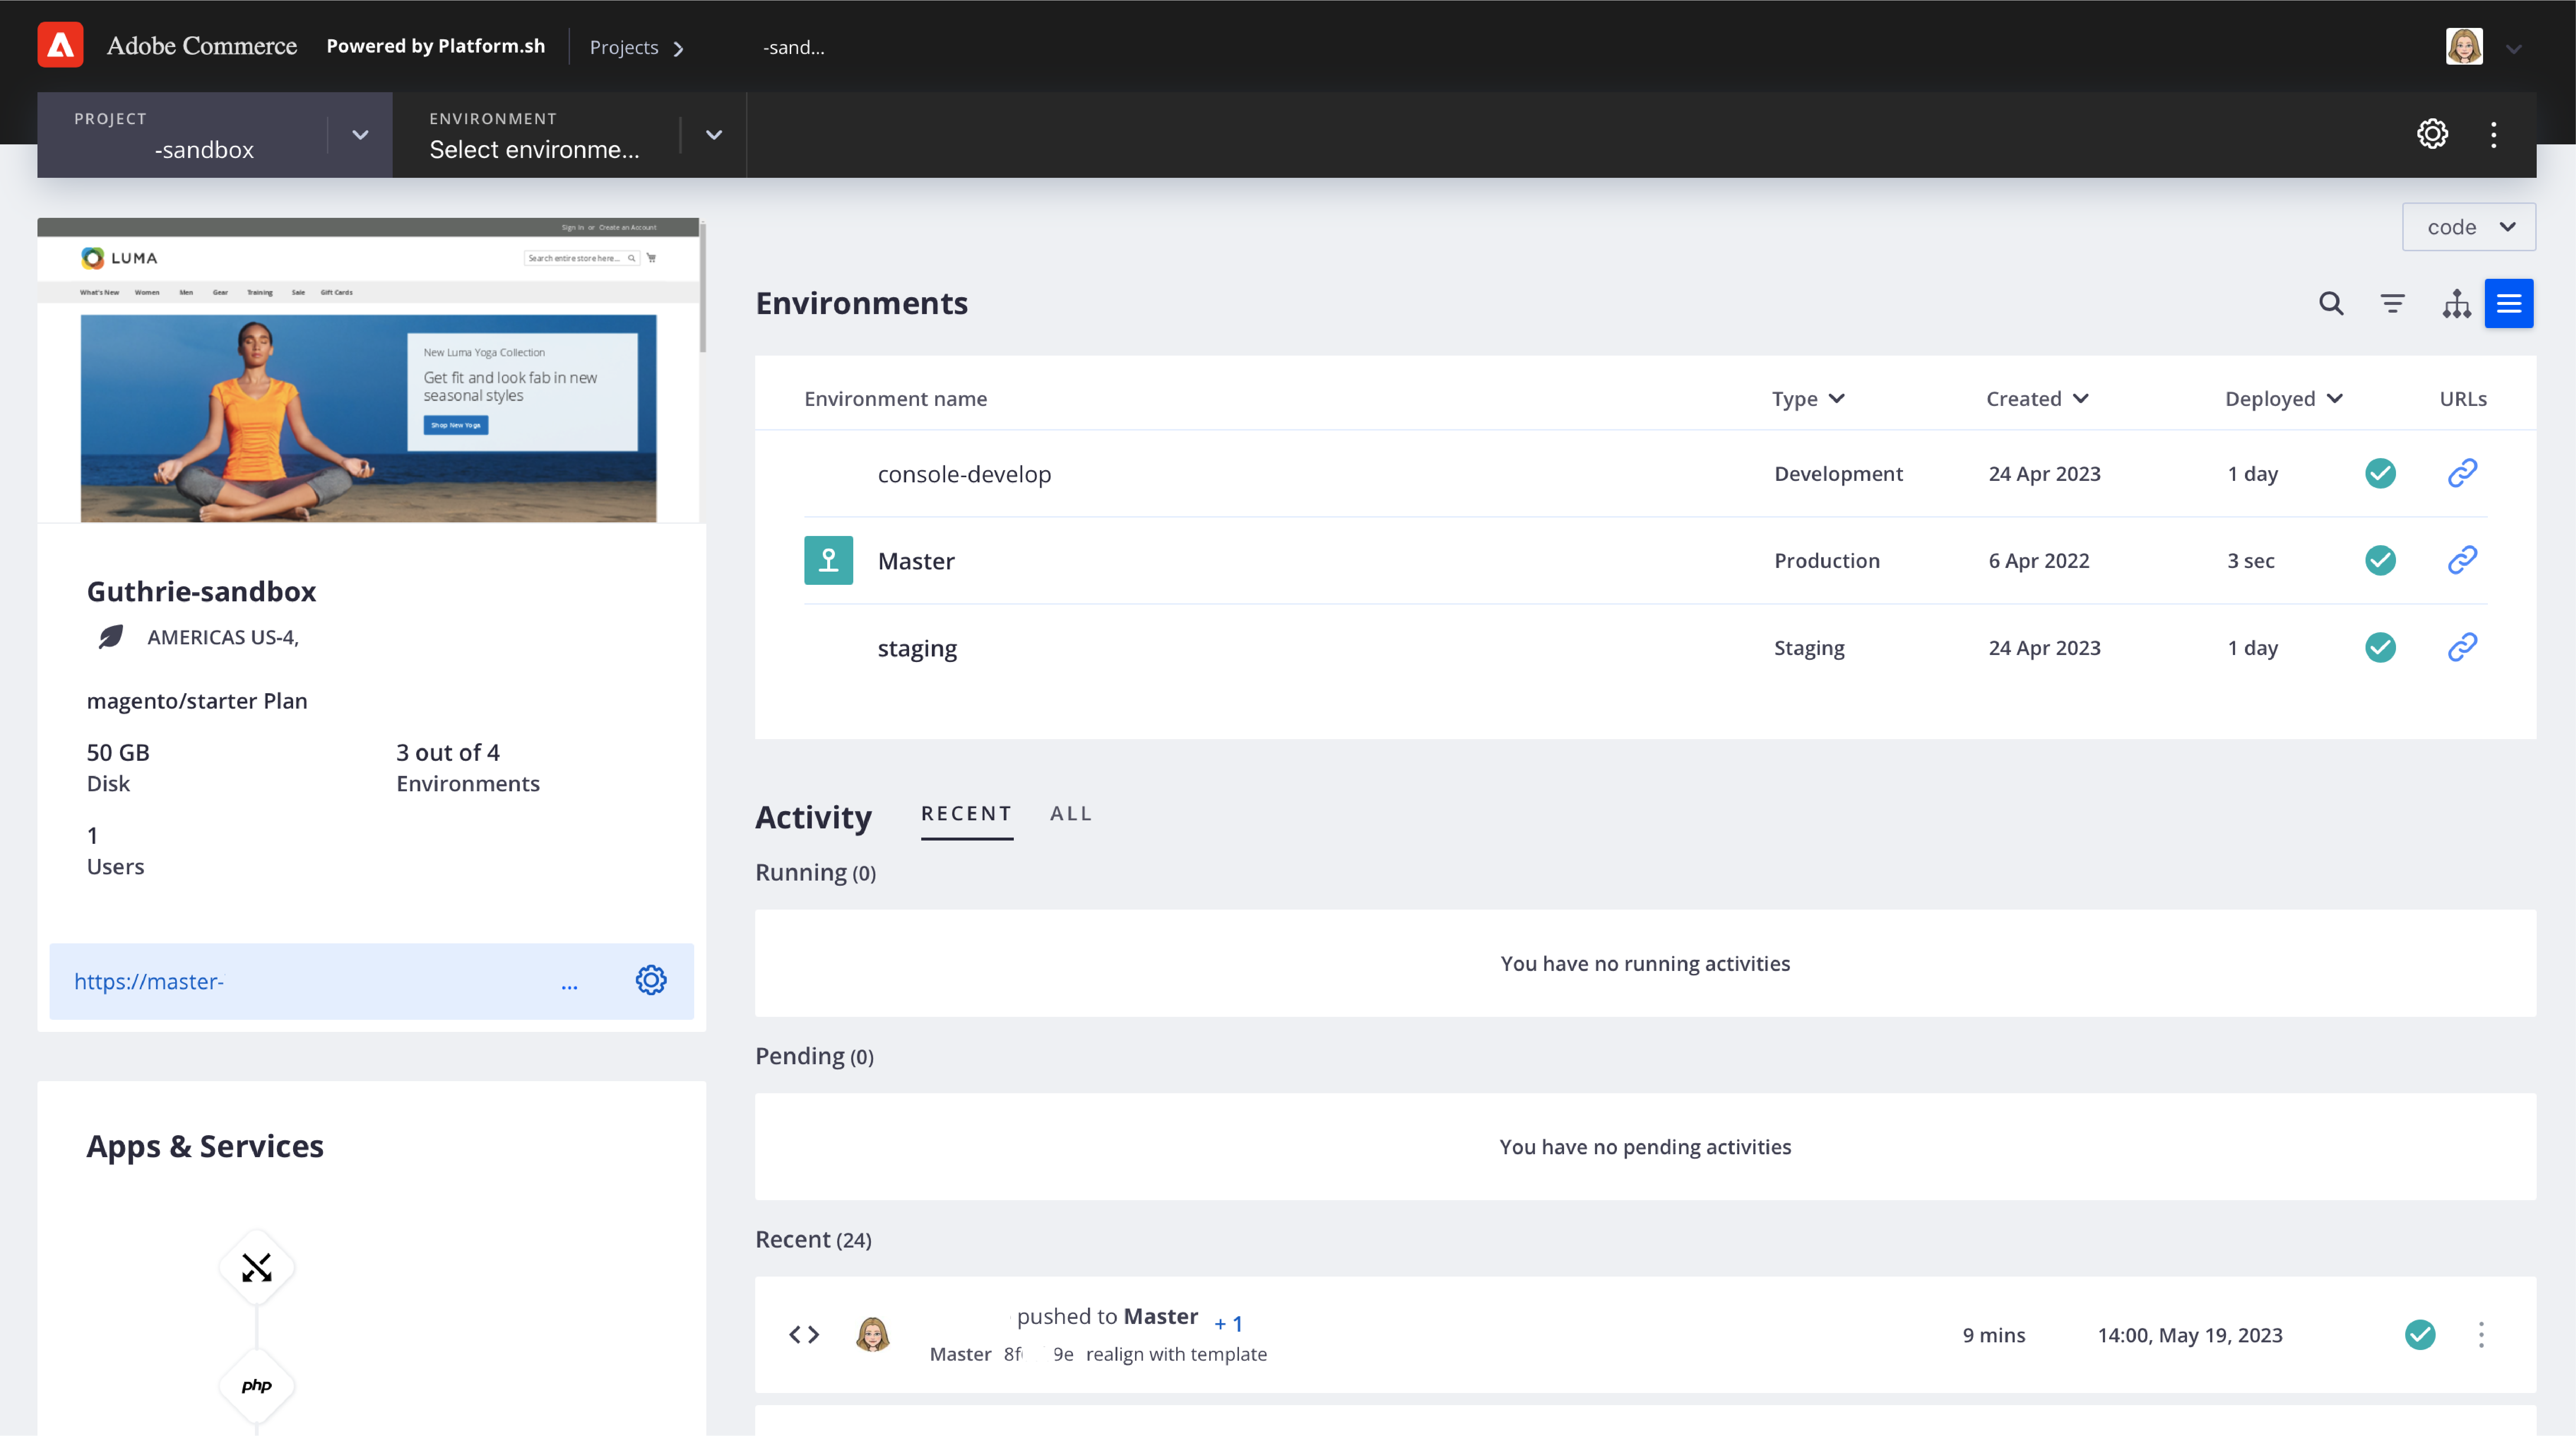 Adobe Commerce Powered by Platform.sh Projects -sand...
PROJECT
-sandbox
ENVIRONMENT
Select environme...
code
Sign In or Create an Account
LUMA
Search entire store here...
What's New Women Men Gear Training Sale Gift Cards
New Luma Yoga Collection
Get fit and look fab in new
seasonal styles
Shop New Yoga
Guthrie-sandbox
AMERICAS US-4,
magento/starter Plan
50 GB
Disk
3 out of 4
Environments
1
Users
https://master- ...
Apps & Services
php
Environments
Environment name Type Created Deployed URLs
console-develop Development 24 Apr 2023 1 day
Master Production 6 Apr 2022 3 sec
staging Staging 24 Apr 2023 1 day
Activity RECENT ALL
Running (0)
You have no running activities
Pending (0)
You have no pending activities
Recent (24)
pushed to Master + 1
Master 8f 9e realign with template
9 mins 14:00, May 19, 2023